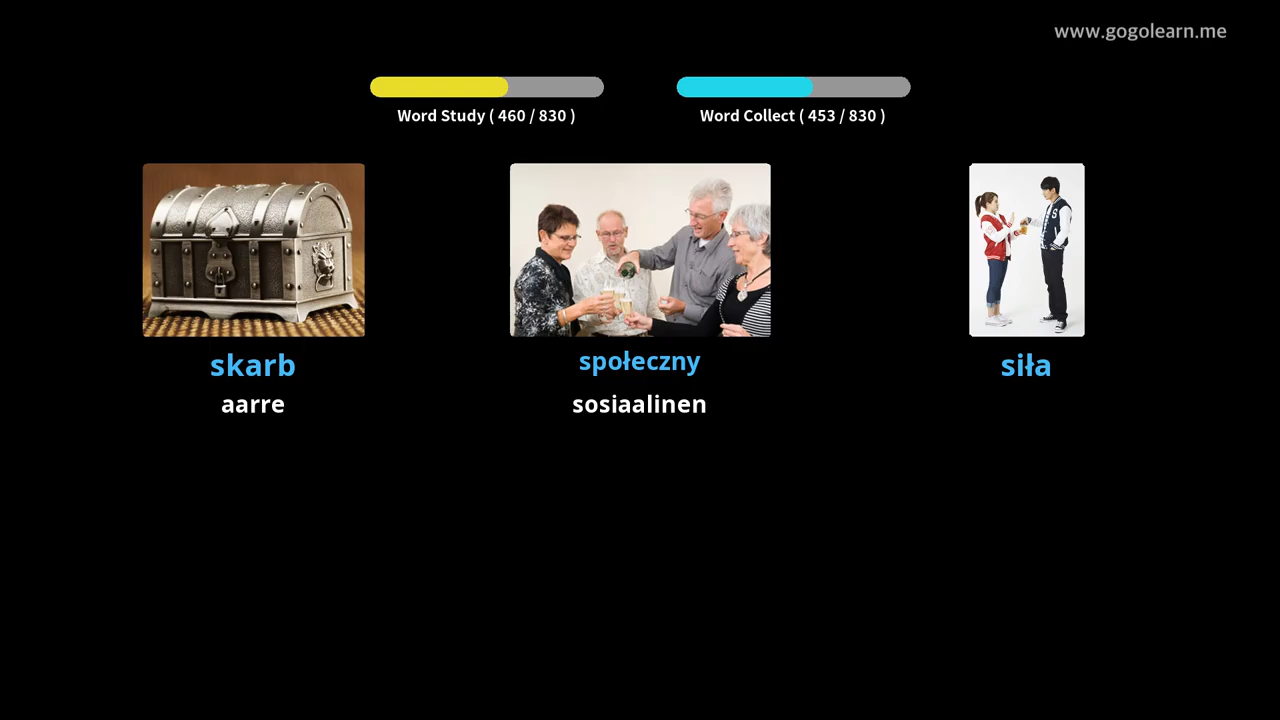 www.gogolearn.me
Word Study ( 460 / 830 )
Word Collect ( 453 / 830 )
skarb
społeczny
siła
aarre
sosiaalinen